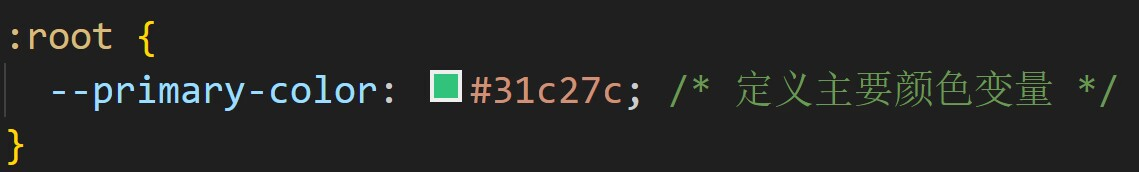 :root {
--primary-color: #31c27c; /* 定义主要颜色变量 */
}